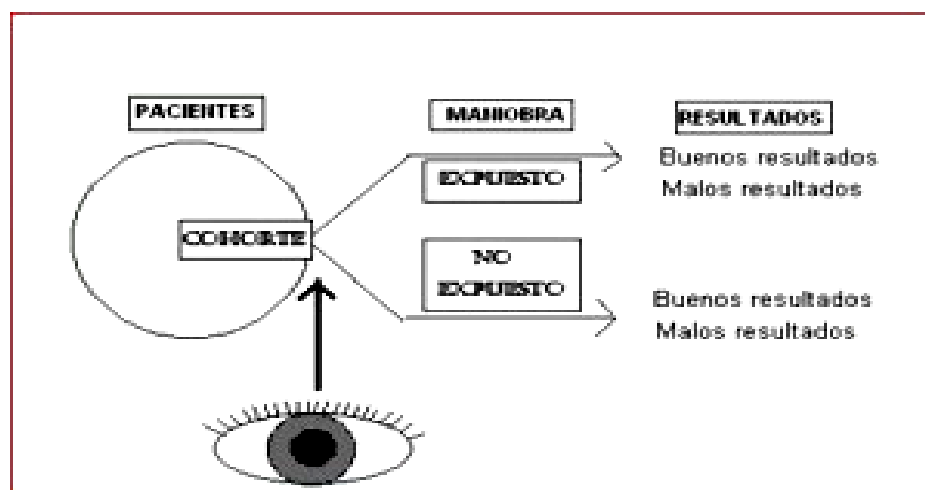 PACIENTES
MANIOBRA
RESULTADOS
COHORTE
EXPUESTO
Buenos resultados
Malos resultados
NO
EXPUESTO
Buenos resultados
Malos resultados